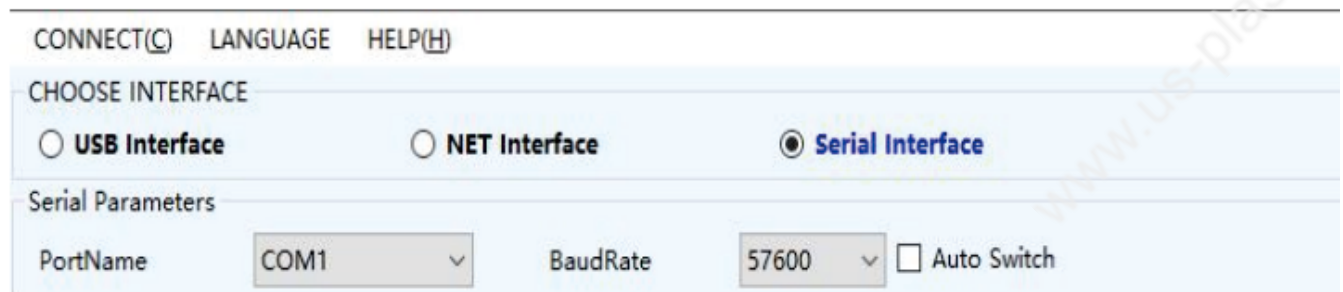 CONNECT(C) LANGUAGE HELP(H)
CHOOSE INTERFACE
USB Interface NET Interface Serial Interface
Serial Parameters
PortName COM1 BaudRate 57600 Auto Switch